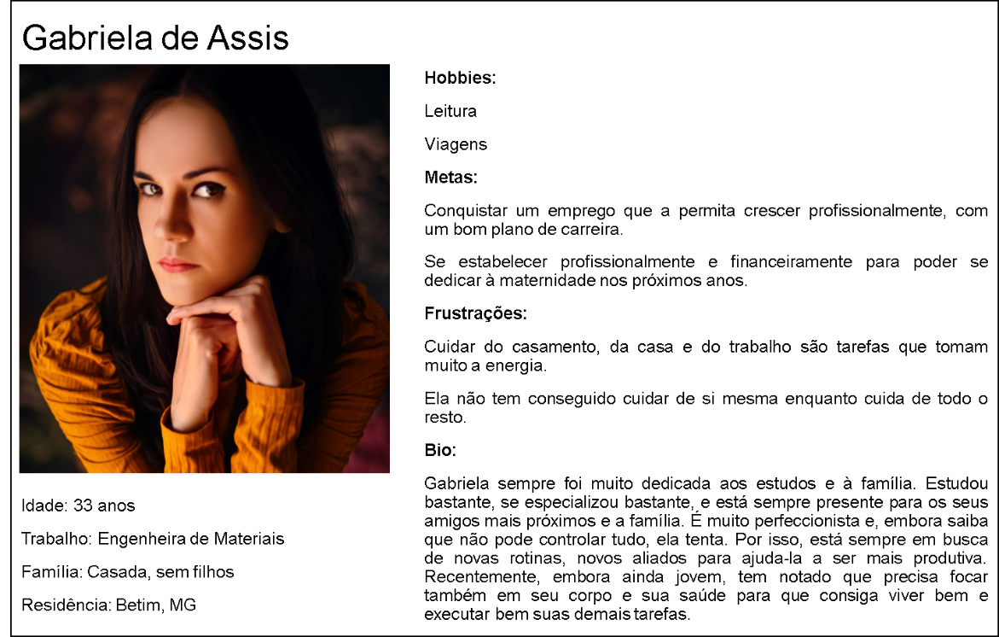 Gabriela de Assis
Idade: 33 anos
Trabalho: Engenheira de Materiais
Família: Casada, sem filhos
Residência: Betim, MG
Hobbies:
Leitura
Viagens
Metas:
Conquistar um emprego que a permita crescer profissionalmente, com
um bom plano de carreira.
Se estabelecer profissionalmente e financeiramente para poder se
dedicar à maternidade nos próximos anos.
Frustrações:
Cuidar do casamento, da casa e do trabalho são tarefas que tomam
muito a energia.
Ela não tem conseguido cuidar de si mesma enquanto cuida de todo o
resto.
Bio:
Gabriela sempre foi muito dedicada aos estudos e à família. Estudou
bastante, se especializou bastante, e está sempre presente para os seus
amigos mais próximos e a família. É muito perfeccionista e, embora saiba
que não pode controlar tudo, ela tenta. Por isso, está sempre em busca
de novas rotinas, novos aliados para ajuda-la a ser mais produtiva.
Recentemente, embora ainda jovem, tem notado que precisa focar
também em seu corpo e sua saúde para que consiga viver bem e
executar bem suas demais tarefas.